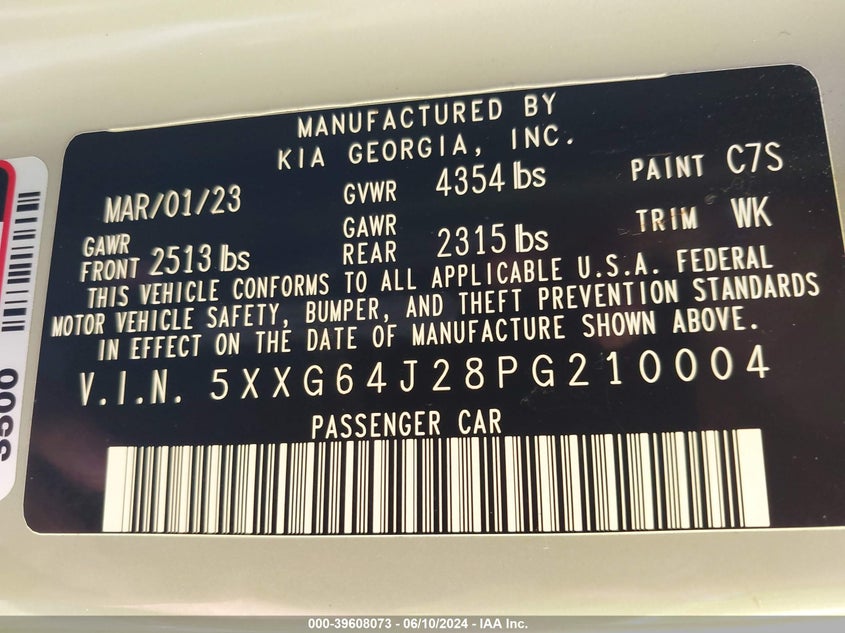 MANUFACTURED BY
KIA GEORGIA, INC.
MAR/01/23 GVWR 4354 lbs PAINT C7S
GAWR FRONT 2513 lbs GAWR REAR 2315 lbs TRIM WK
THIS VEHICLE CONFORMS TO ALL APPLICABLE U.S.A. FEDERAL
MOTOR VEHICLE SAFETY, BUMPER, AND THEFT PREVENTION STANDARDS
IN EFFECT ON THE DATE OF MANUFACTURE SHOWN ABOVE.
V.I.N. 5XXG64J28PG210004
PASSENGER CAR
000-39608073 - 06/10/2024 - IAA Inc.